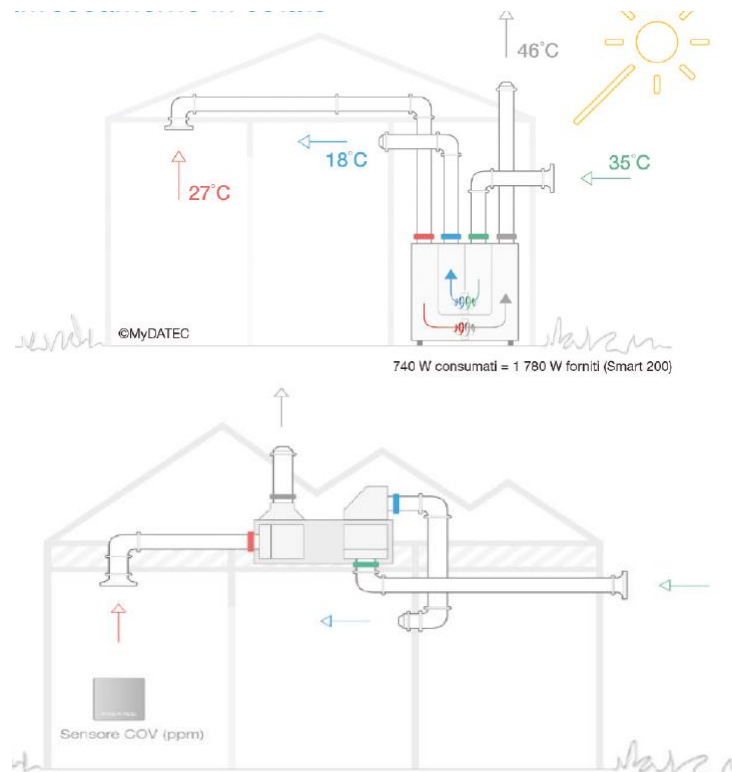 46°C
18°C
35°C
27°C
©MyDATEC
740 W consumati = 1 780 W forniti (Smart 200)
Sensore COV (ppm)